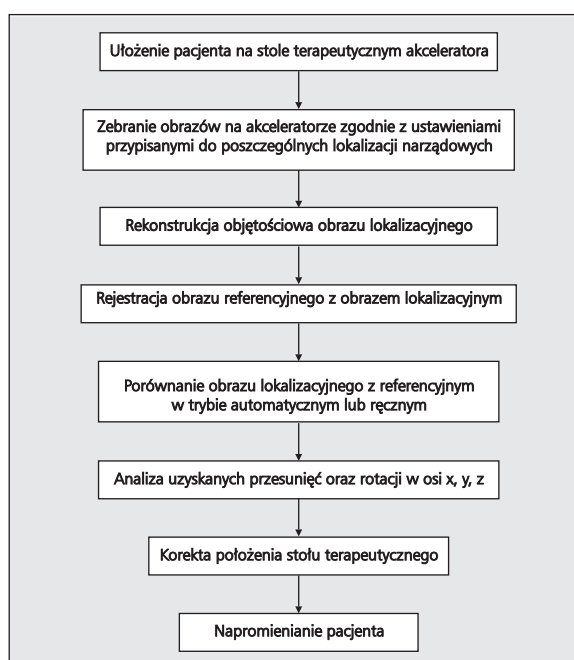 Ułożenie pacjenta na stole terapeutycznym akceleratora
Zebranie obrazów na akceleratorze zgodnie z ustawieniami
przypisanymi do poszczególnych lokalizacji narządowych
Rekonstrukcja objętościowa obrazu lokalizacyjnego
Rejestracja obrazu referencyjnego z obrazem lokalizacyjnym
Porównanie obrazu lokalizacyjnego z referencyjnym
w trybie automatycznym lub ręcznym
Analiza uzyskanych przesunięć oraz rotacji w osi x, y, z
Korekta położenia stołu terapeutycznego
Napromienianie pacjenta